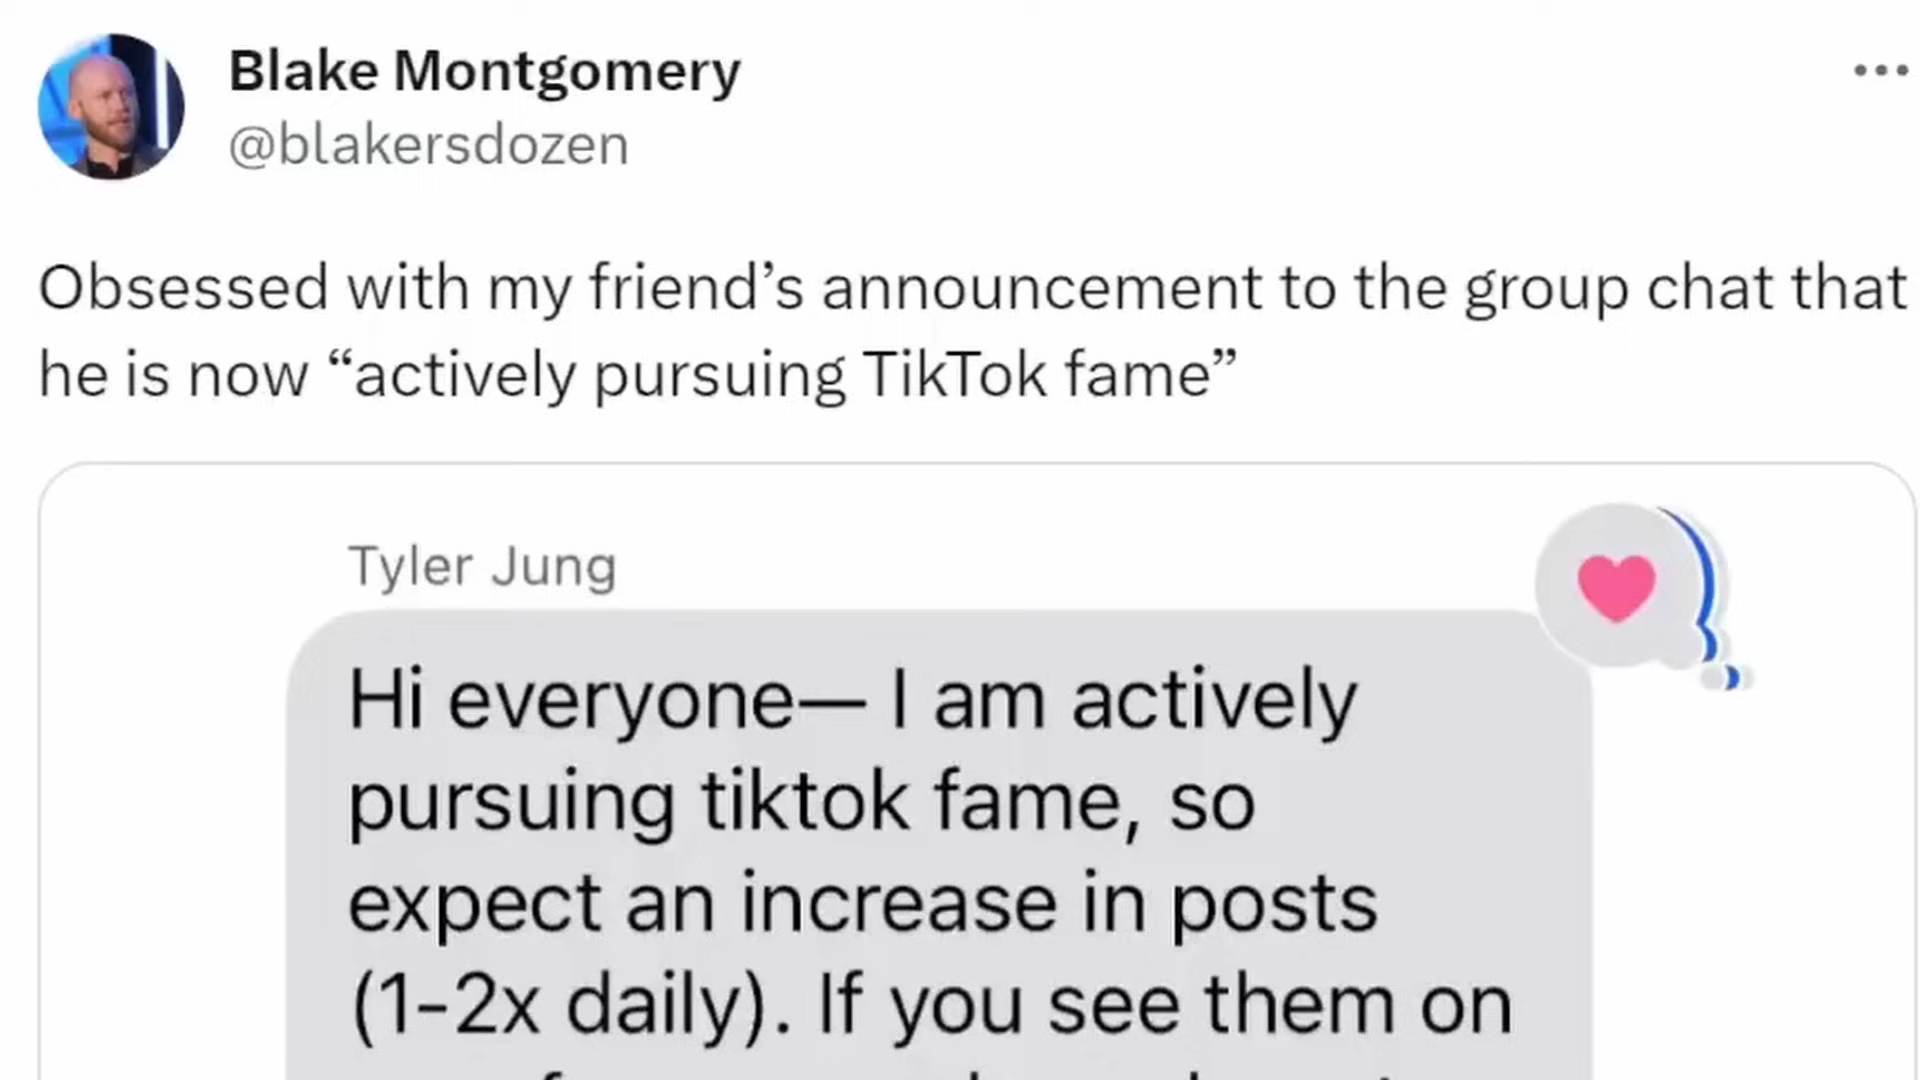 Blake Montgomery
@blakersdozen
Obsessed with my friend’s announcement to the group chat that
he is now “actively pursuing TikTok fame”
Tyler Jung
Hi everyone— I am actively
pursuing tiktok fame, so
expect an increase in posts
(1-2x daily). If you see them on